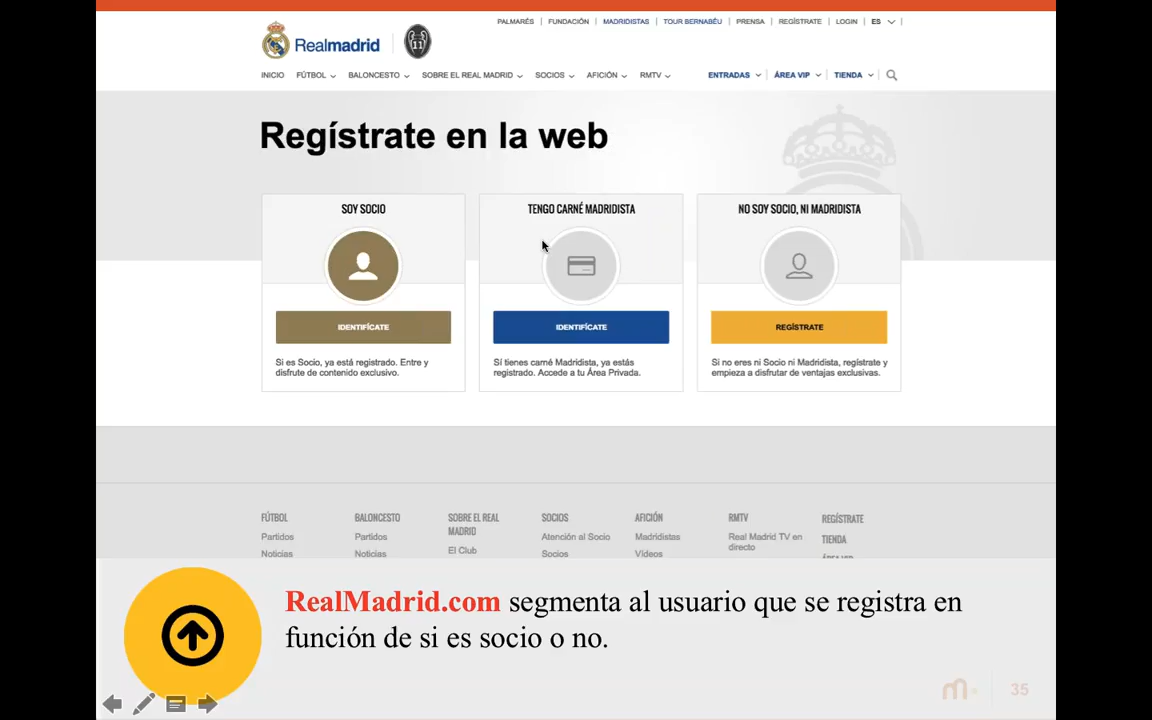 PALMARÉS | FUNDACIÓN | MADRIDISTAS | TOUR BERNABÉU | PRENSA | REGÍSTRATE | LOGIN | ES |
Realmadrid 11
INICIO FÚTBOL BALONCESTO SOBRE EL REAL MADRID SOCIOS AFICIÓN RMTV ENTRADAS | ÁREA VIP | TIENDA |
Regístrate en la web
SOY SOCIO
IDENTIFÍCATE
Si es Socio, ya está registrado. Entre y
disfrute de contenido exclusivo.
TENGO CARNÉ MADRIDISTA
IDENTIFÍCATE
Sí tienes carné Madridista, ya estás
registrado. Accede a tu Área Privada.
NO SOY SOCIO, NI MADRIDISTA
REGÍSTRATE
Si no eres ni Socio ni Madridista, regístrate y
empieza a disfrutar de ventajas exclusivas.
FÚTBOL
Partidos
Noticias
BALONCESTO
Partidos
Noticias
SOBRE EL REAL
MADRID
El Club
SOCIOS
Atención al Socio
Socios
AFICIÓN
Madridistas
Vídeos
RMTV
Real Madrid TV en
directo
REGÍSTRATE
TIENDA
ÁREA VIP
RealMadrid.com segmenta al usuario que se registra en
función de si es socio o no.
m 35